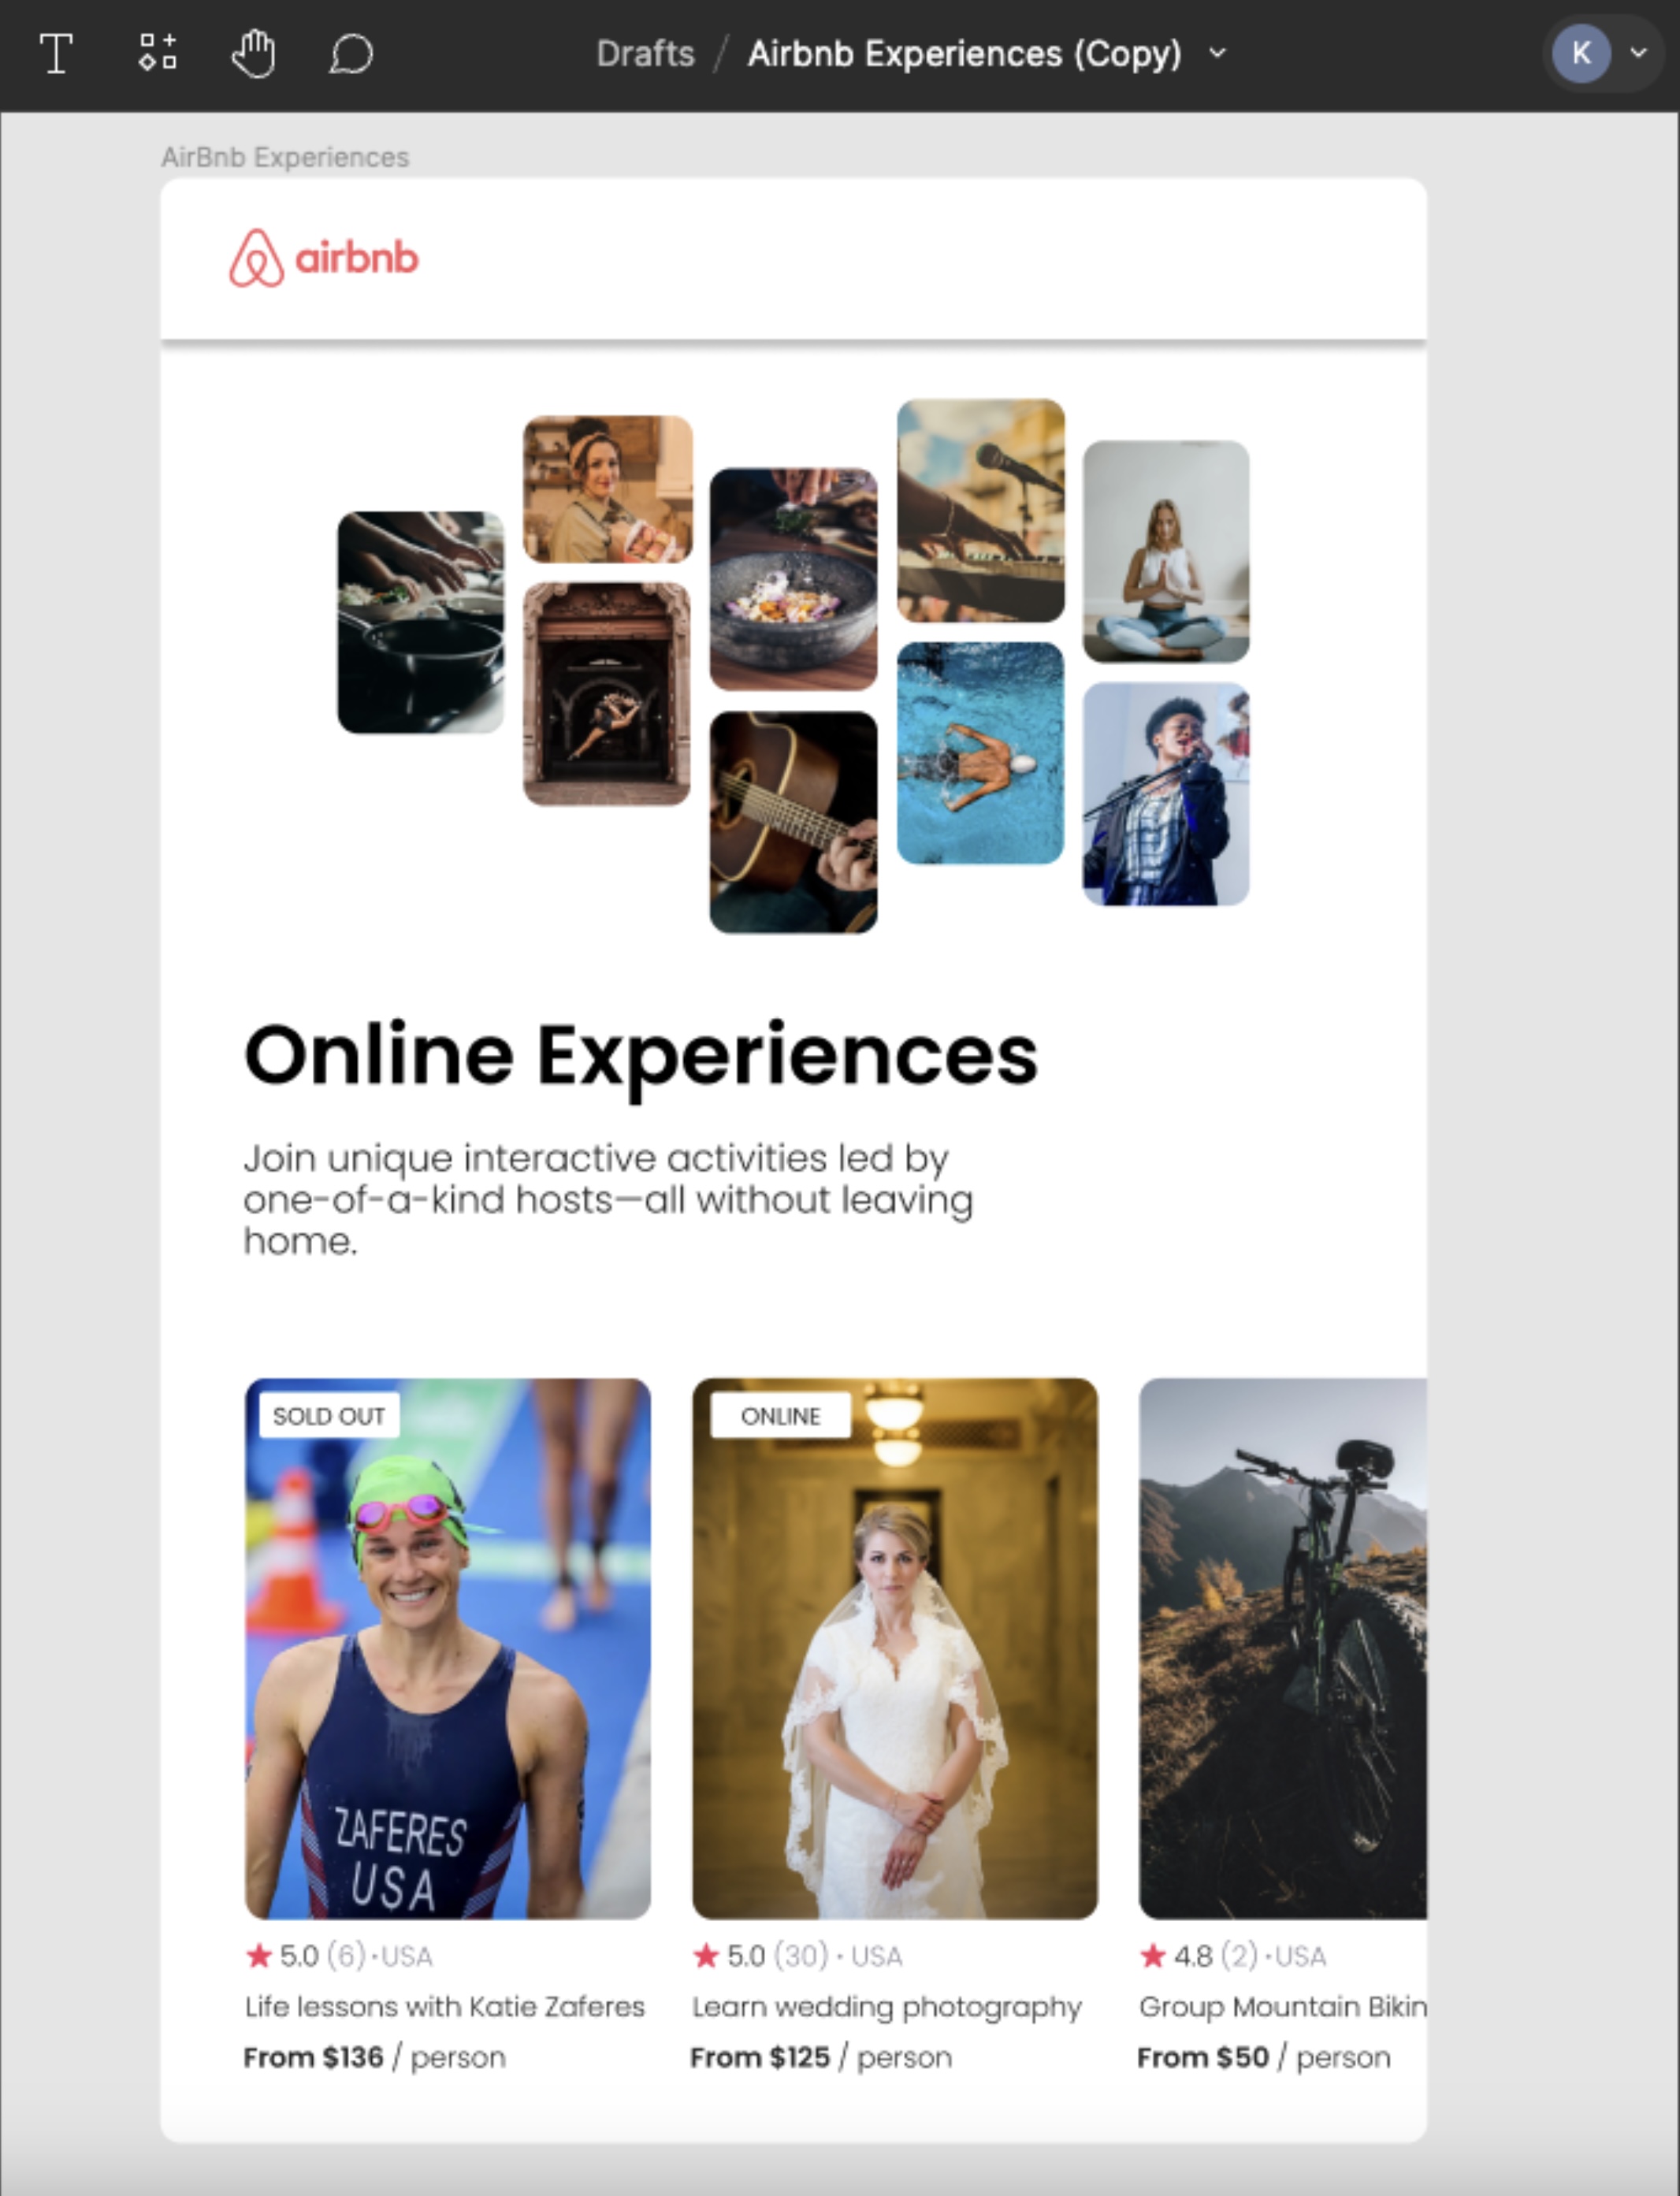 Drafts / Airbnb Experiences (Copy)
K
AirBnb Experiences
airbnb
Online Experiences
Join unique interactive activities led by
one-of-a-kind hosts—all without leaving
home.
SOLD OUT
ZAFERES
USA
5.0 (6) · USA
Life lessons with Katie Zaferes
From $136 / person
ONLINE
5.0 (30) · USA
Learn wedding photography
From $125 / person
4.8 (2) · USA
Group Mountain Bikin
From $50 / person